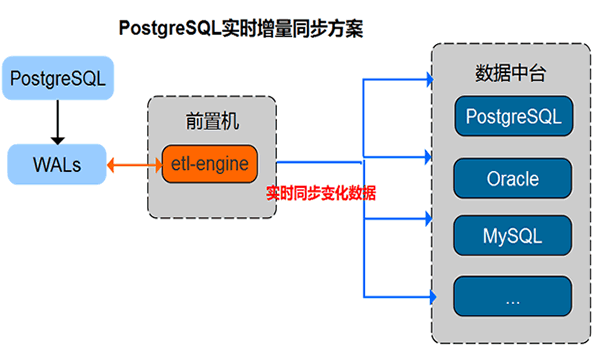 PostgreSQL实时增量同步方案
PostgreSQL
WALs
前置机
etl-engine
实时同步变化数据
数据中台
PostgreSQL
Oracle
MySQL
...